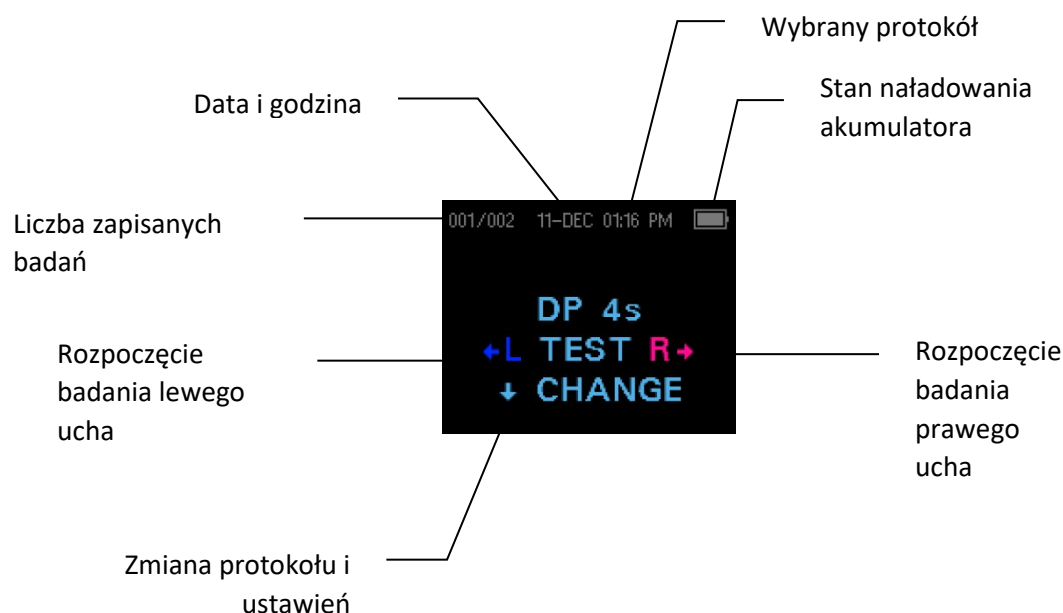 Wybrany protokół
Data i godzina
Stan naładowania
akumulatora
Liczba zapisanych
badań
001/002 11-DEC 01:16 PM
DP 4s
←L TEST R→
↓ CHANGE
Rozpoczęcie
badania lewego
ucha
Rozpoczęcie
badania
prawego
ucha
Zmiana protokołu i
ustawień